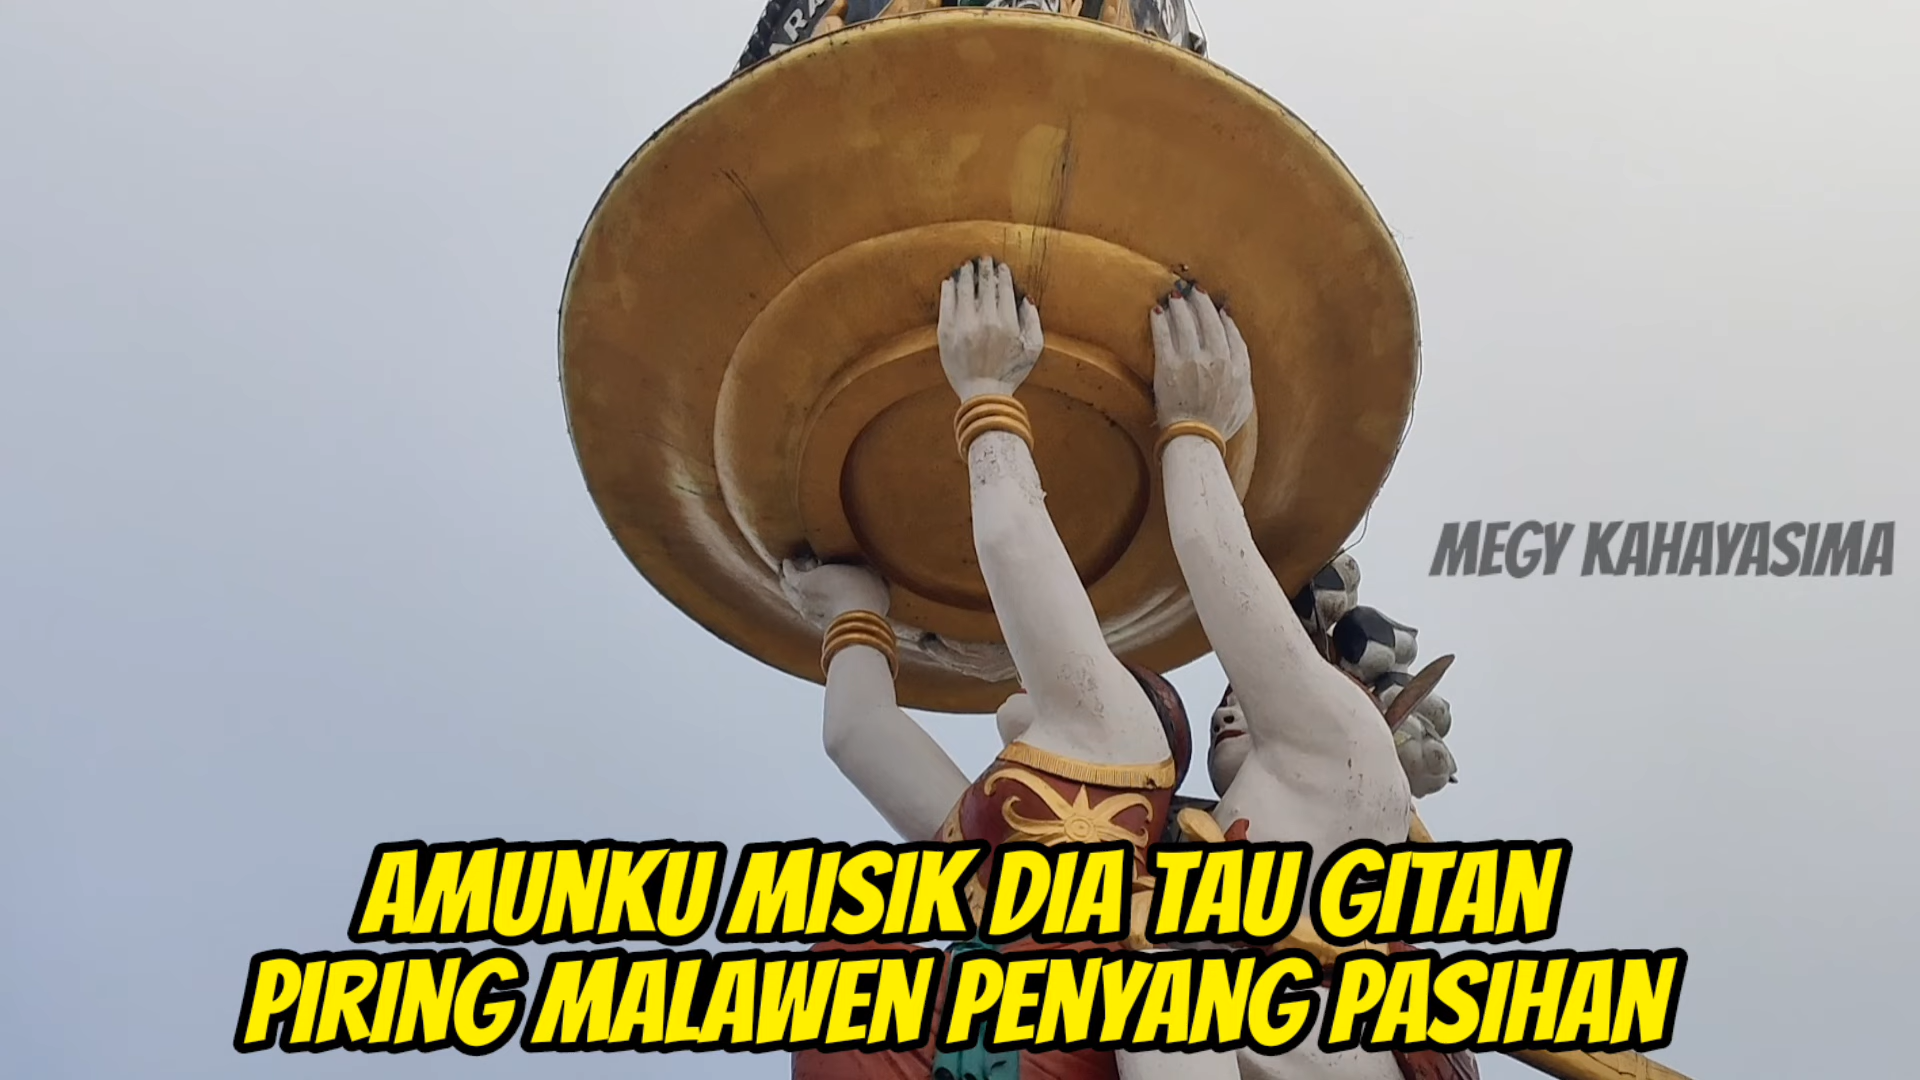 MEGY KAHAYASIMA
AMUNKU MISIK DIA TAU GITAN
PIRING MALAWEN PENYANG PASIHAN